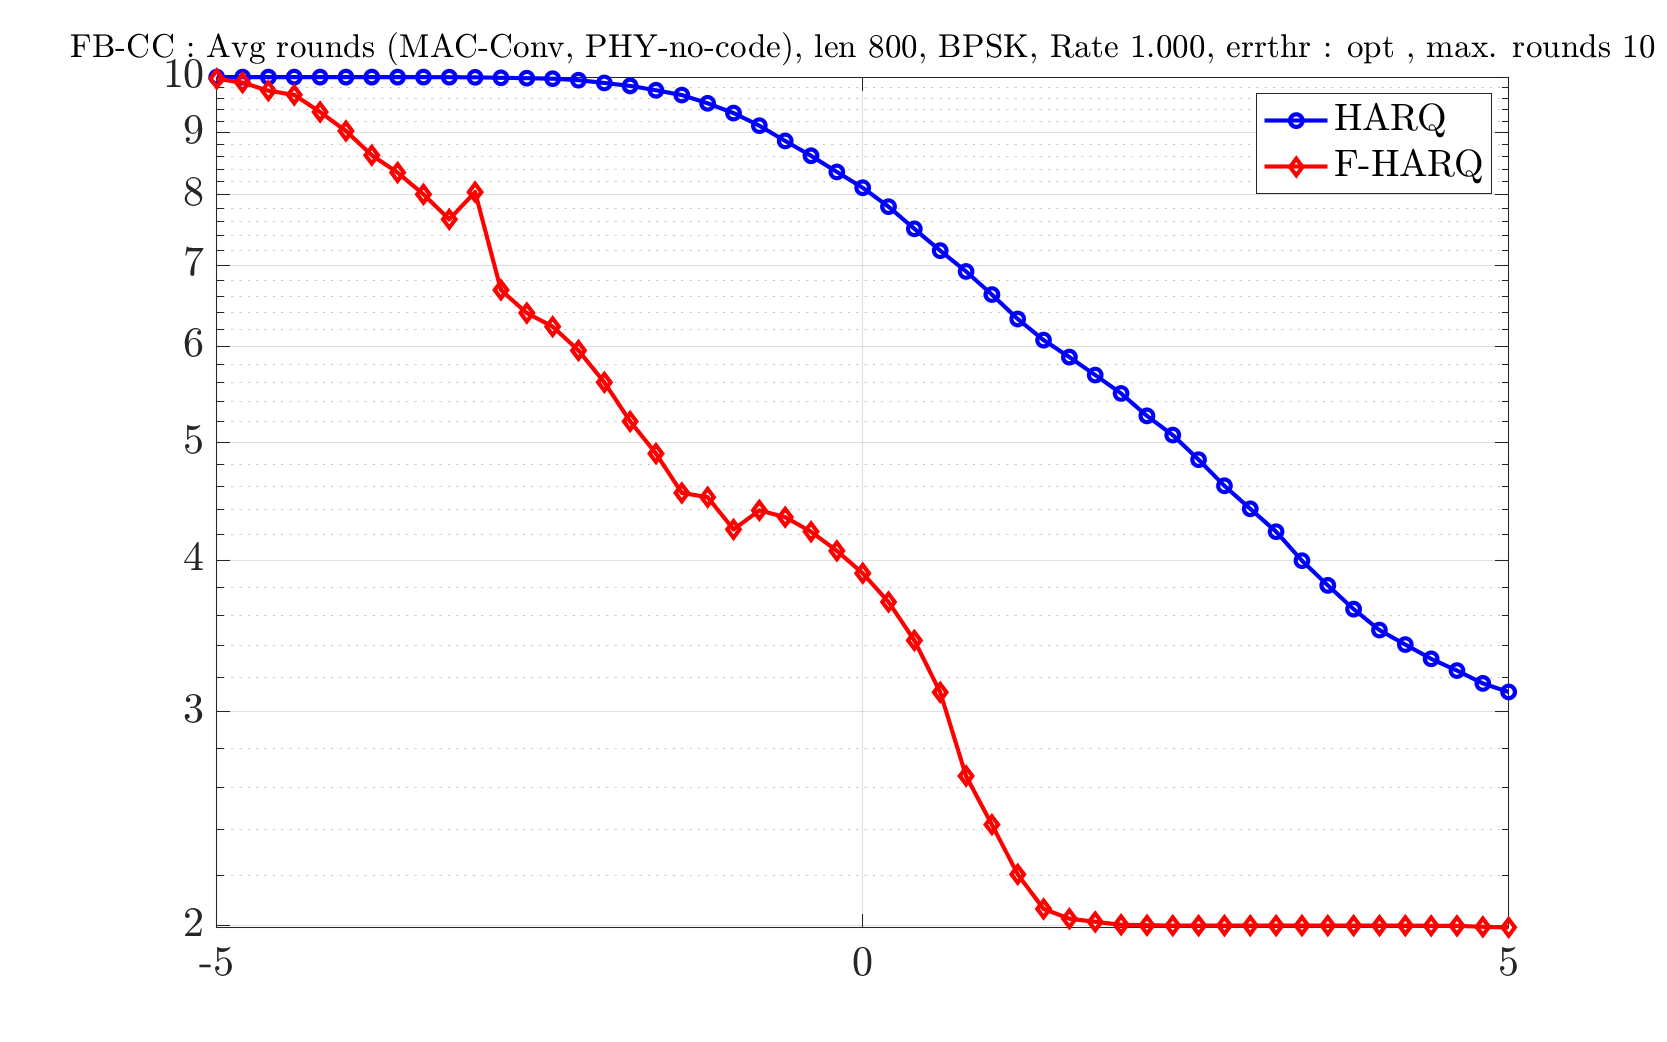 FB-CC : Avg rounds (MAC-Conv, PHY-no-code), len 800, BPSK, Rate 1.000, errthr : opt , max. rounds 10
10
9
8
7
6
5
4
3
2
HARQ
F-HARQ
-5 0 5